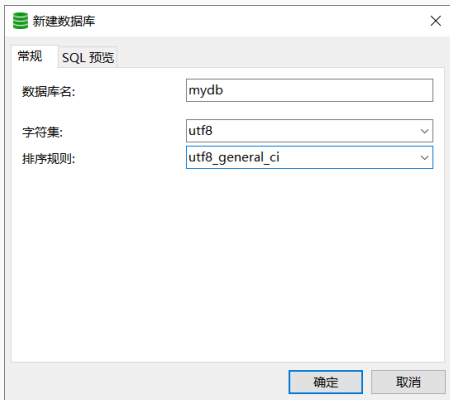 新建数据库
常规 SQL 预览
数据库名: mydb
字符集: utf8
排序规则: utf8_general_ci
确定 取消